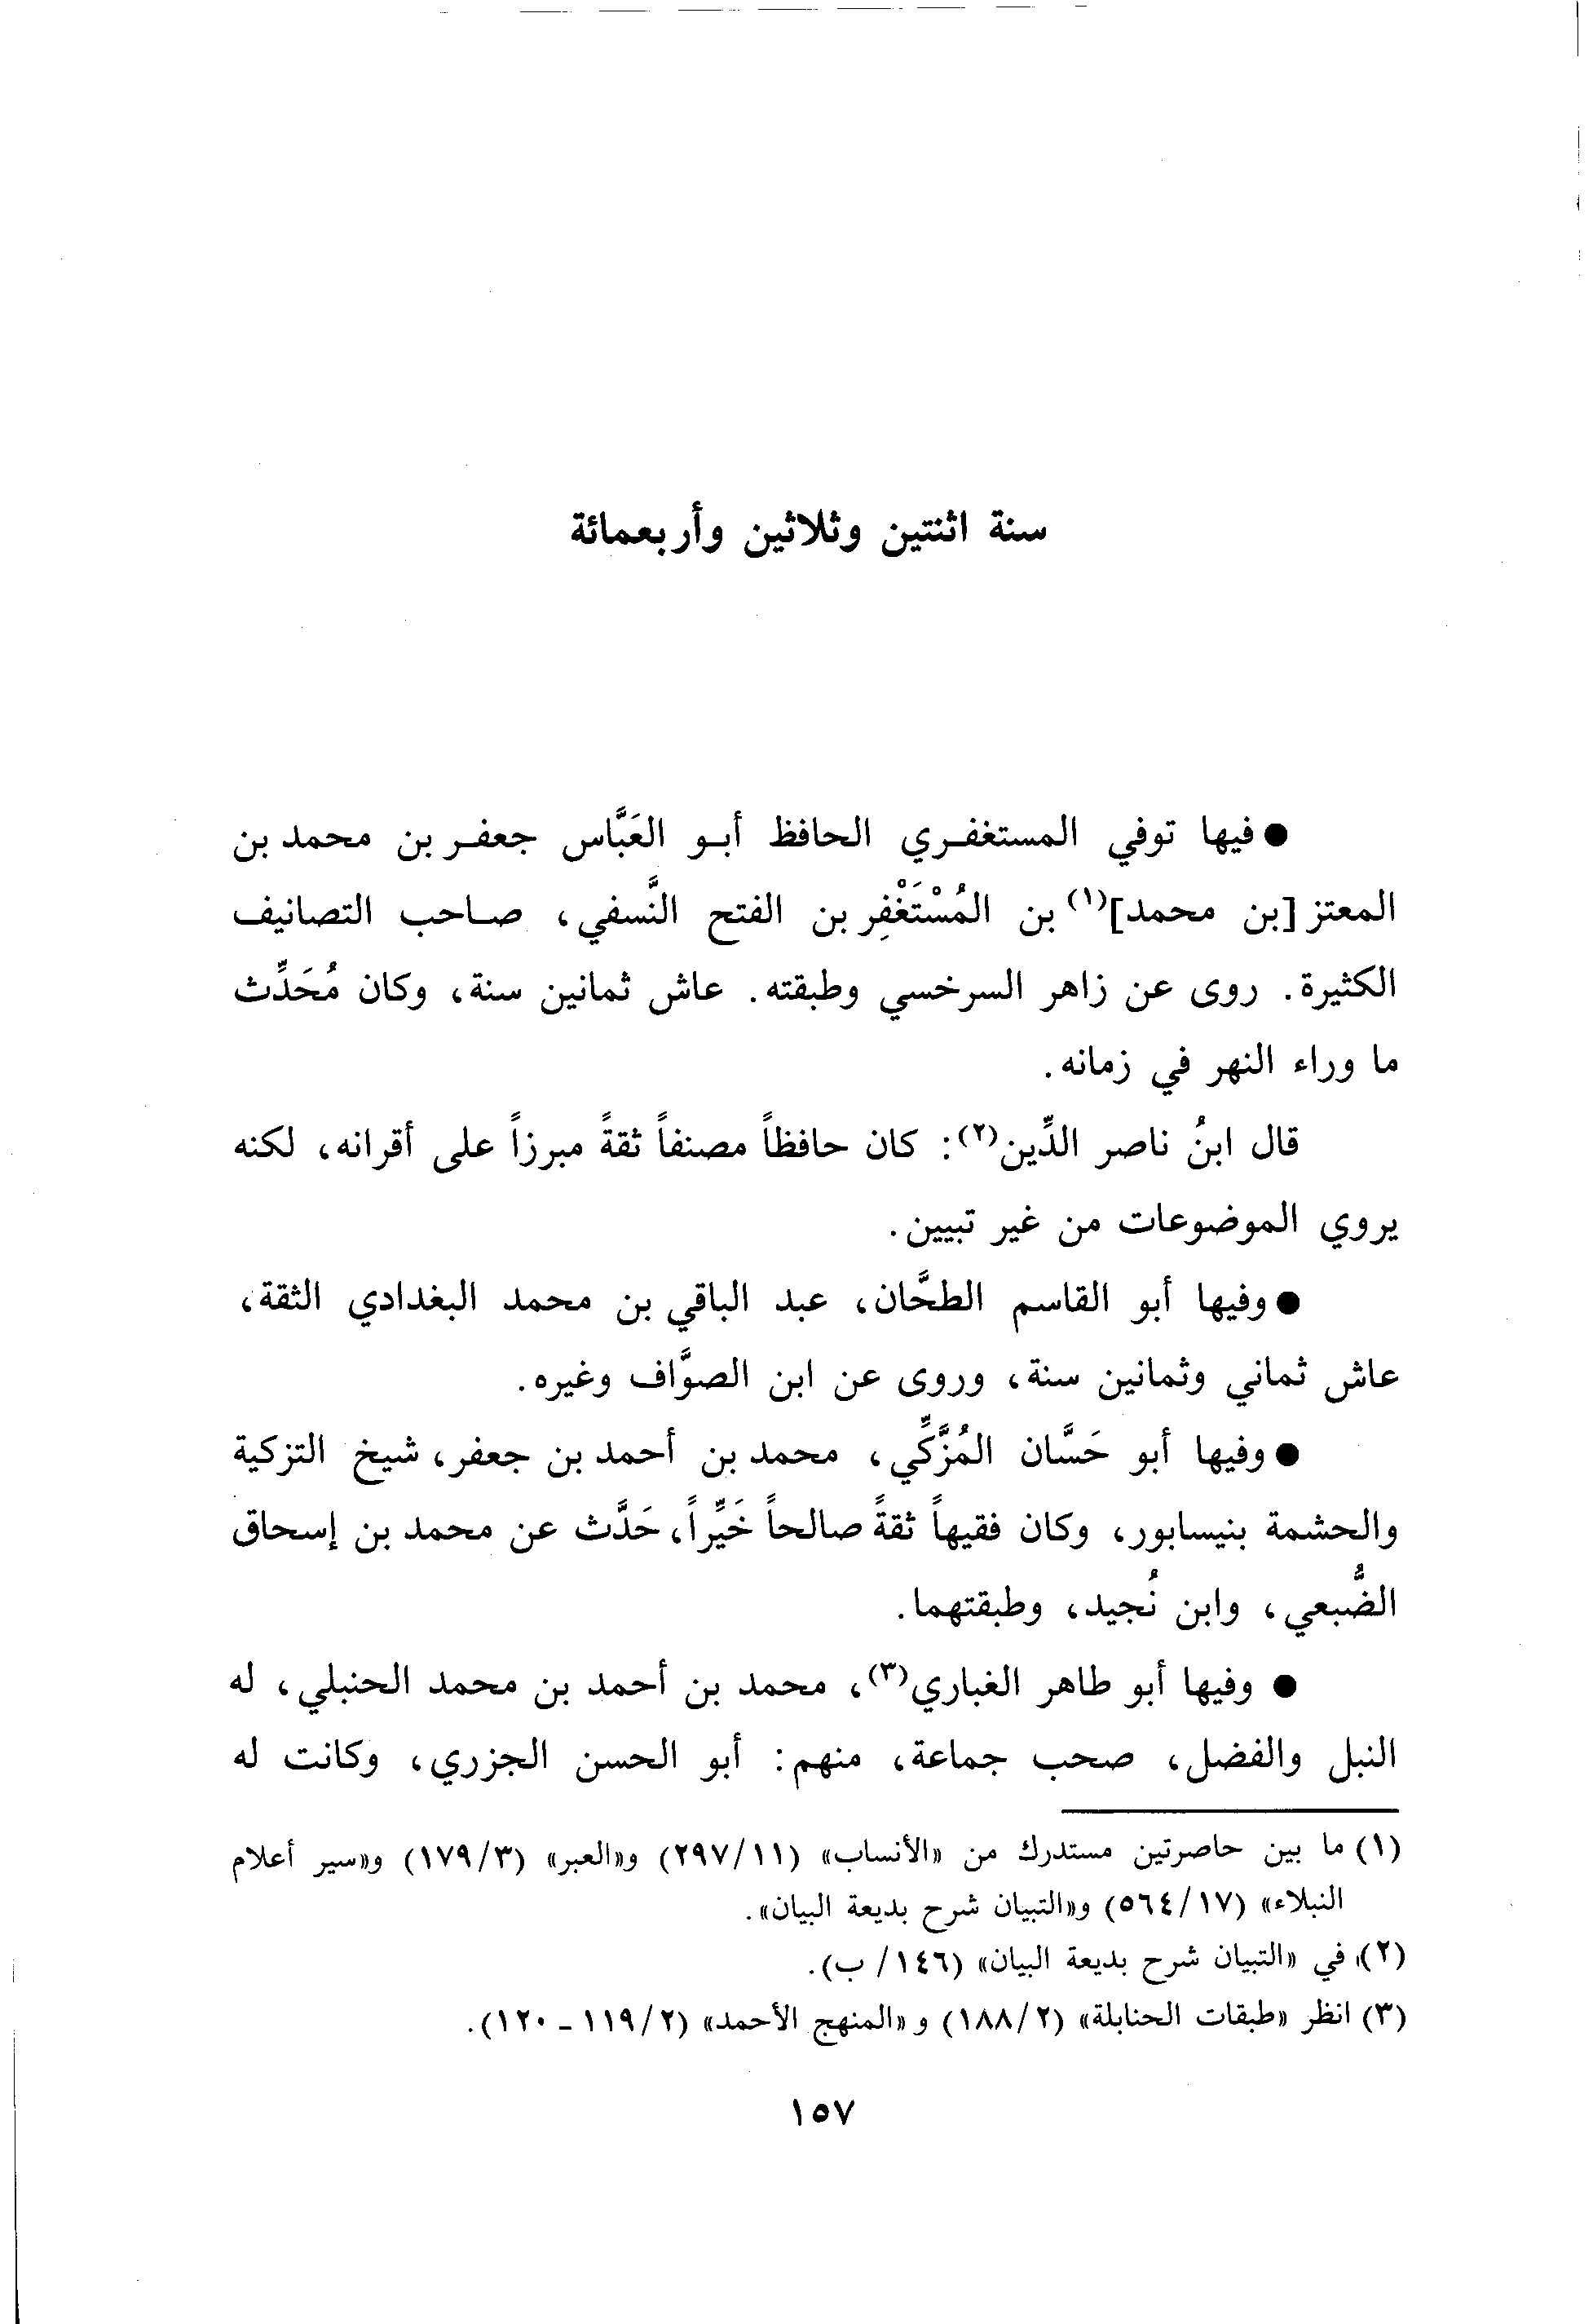 سنة اثنتين وثلاثين وأربعمائة
● فيها توفي المستغفري الحافظ أبو العَبَّاس جعفر بن محمد بن
المعتز [بن محمد](١) بن المُسْتَغْفِر بن الفتح النَّسفي، صاحب التصانيف
الكثيرة. روى عن زاهر السرخسي وطبقته. عاش ثمانين سنة، وكان مُحَدِّث
ما وراء النهر في زمانه.
قال ابنُ ناصر الدِّين(٢): كان حافظاً مصنفاً ثقةً مبرزاً على أقرانه، لكنه
يروي الموضوعات من غير تبيين.
● وفيها أبو القاسم الطحَّان، عبد الباقي بن محمد البغدادي الثقة،
عاش ثماني وثمانين سنة، وروى عن ابن الصوَّاف وغيره.
● وفيها أبو حَسَّان المُزَّكِّي، محمد بن أحمد بن جعفر، شيخ التزكية
والحشمة بنيسابور، وكان فقيهاً ثقةً صالحاً خَيِّراً، حَدَّث عن محمد بن إسحاق
الضُّبعي، وابن نُجيد، وطبقتهما.
● وفيها أبو طاهر الغباري(٣)، محمد بن أحمد بن محمد الحنبلي، له
النبل والفضل، صحب جماعة، منهم: أبو الحسن الجزري، وكانت له
(١) ما بين حاصرتين مستدرك من «الأنساب» (١١/٢٩٧) و«العبر» (٣/١٧٩) و«سير أعلام
النبلاء» (١٧/٥٦٤) و«التبيان شرح بديعة البيان».
(٢) في «التبيان شرح بديعة البيان» (١٤٦/ ب).
(٣) انظر «طبقات الحنابلة» (٢/١٨٨) و«المنهج الأحمد» (٢/١١٩ - ١٢٠).
١٥٧